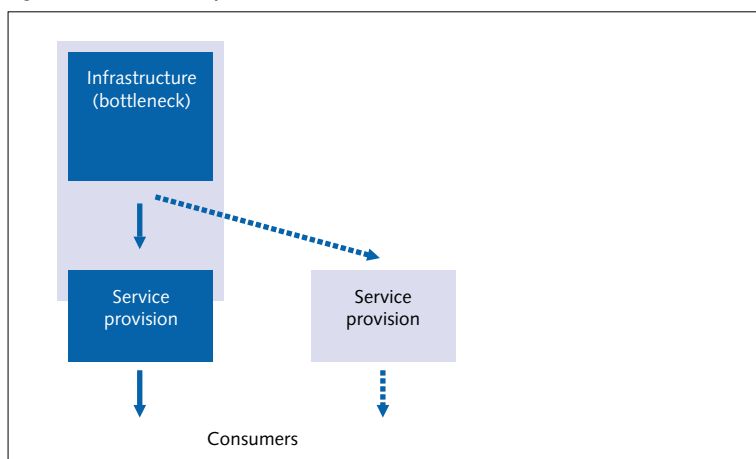 Infrastructure
(bottleneck)
Service
provision
Service
provision
Consumers